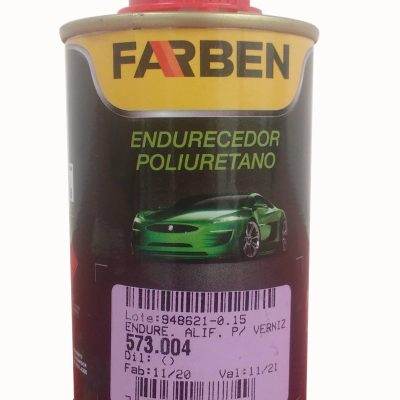 FARBEN
ENDURECEDOR
POLIURETANO
Lote:948621-0.15
ENDURE. ALIF. P/ VERNIZ
573.004
Dil: ()
Fab:11/20 Val:11/21